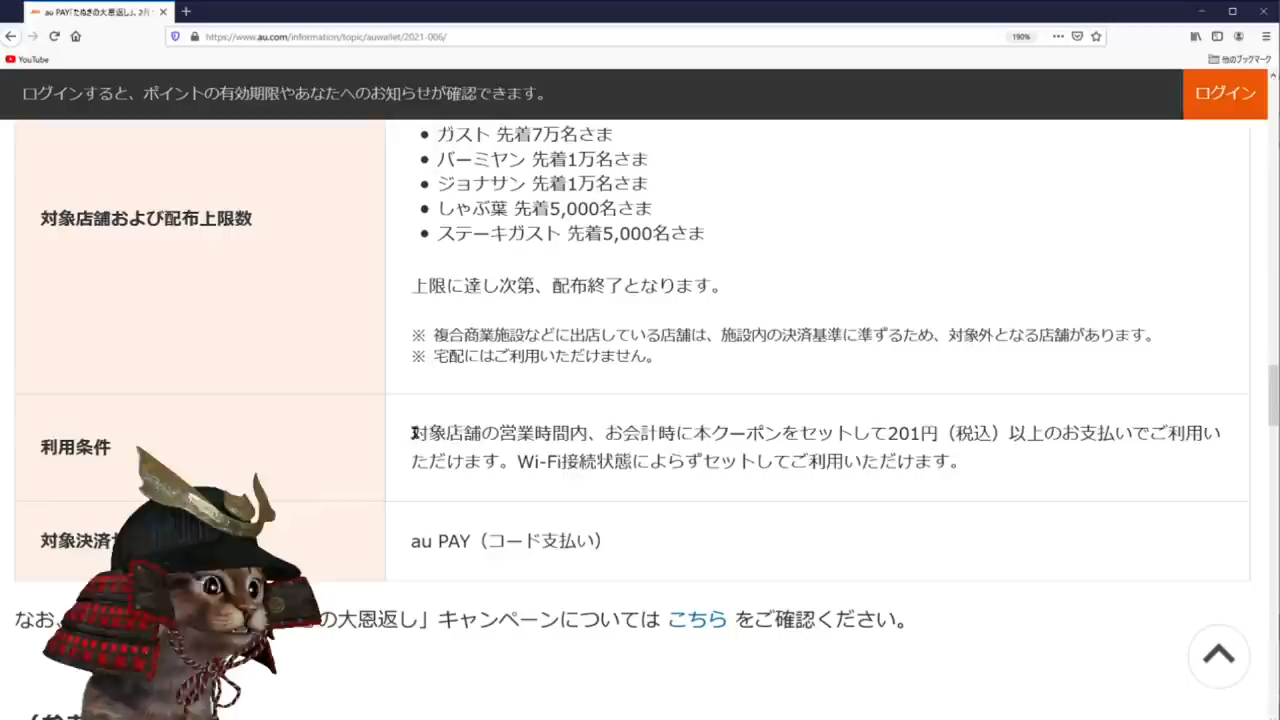 au PAY「たぬきの大恩返し」、2月
https://www.au.com/information/topic/auwallet/2021-006/
190%
YouTube
他のブックマーク
ログインすると、ポイントの有効期限やあなたへのお知らせが確認できます。
ログイン
対象店舗および配布上限数
• ガスト 先着7万名さま
• バーミヤン 先着1万名さま
• ジョナサン 先着1万名さま
• しゃぶ葉 先着5,000名さま
• ステーキガスト 先着5,000名さま
上限に達し次第、配布終了となります。
※ 複合商業施設などに出店している店舗は、施設内の決済基準に準ずるため、対象外となる店舗があります。
※ 宅配にはご利用いただけません。
利用条件
対象店舗の営業時間内、お会計時に本クーポンをセットして201円（税込）以上のお支払いでご利用い
ただけます。Wi-Fi接続状態によらずセットしてご利用いただけます。
対象決済
au PAY（コード支払い）
なお、の大恩返し」キャンペーンについては こちら をご確認ください。